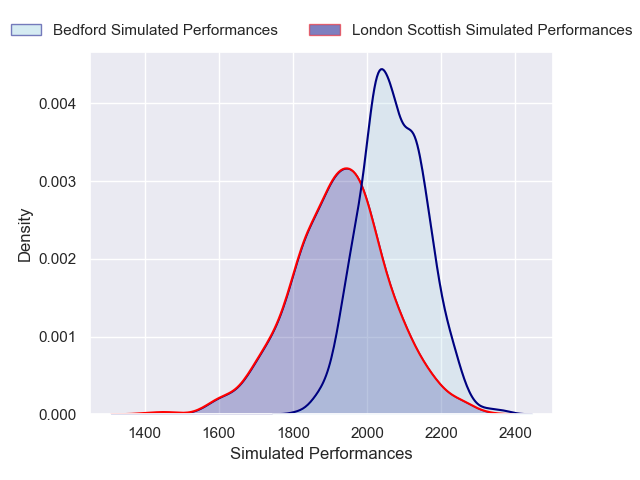 Bedford Simulated Performances London Scottish Simulated Performances
0.004
0.003
0.002
0.001
0.000
Density
1400 1600 1800 2000 2200 2400
Simulated Performances